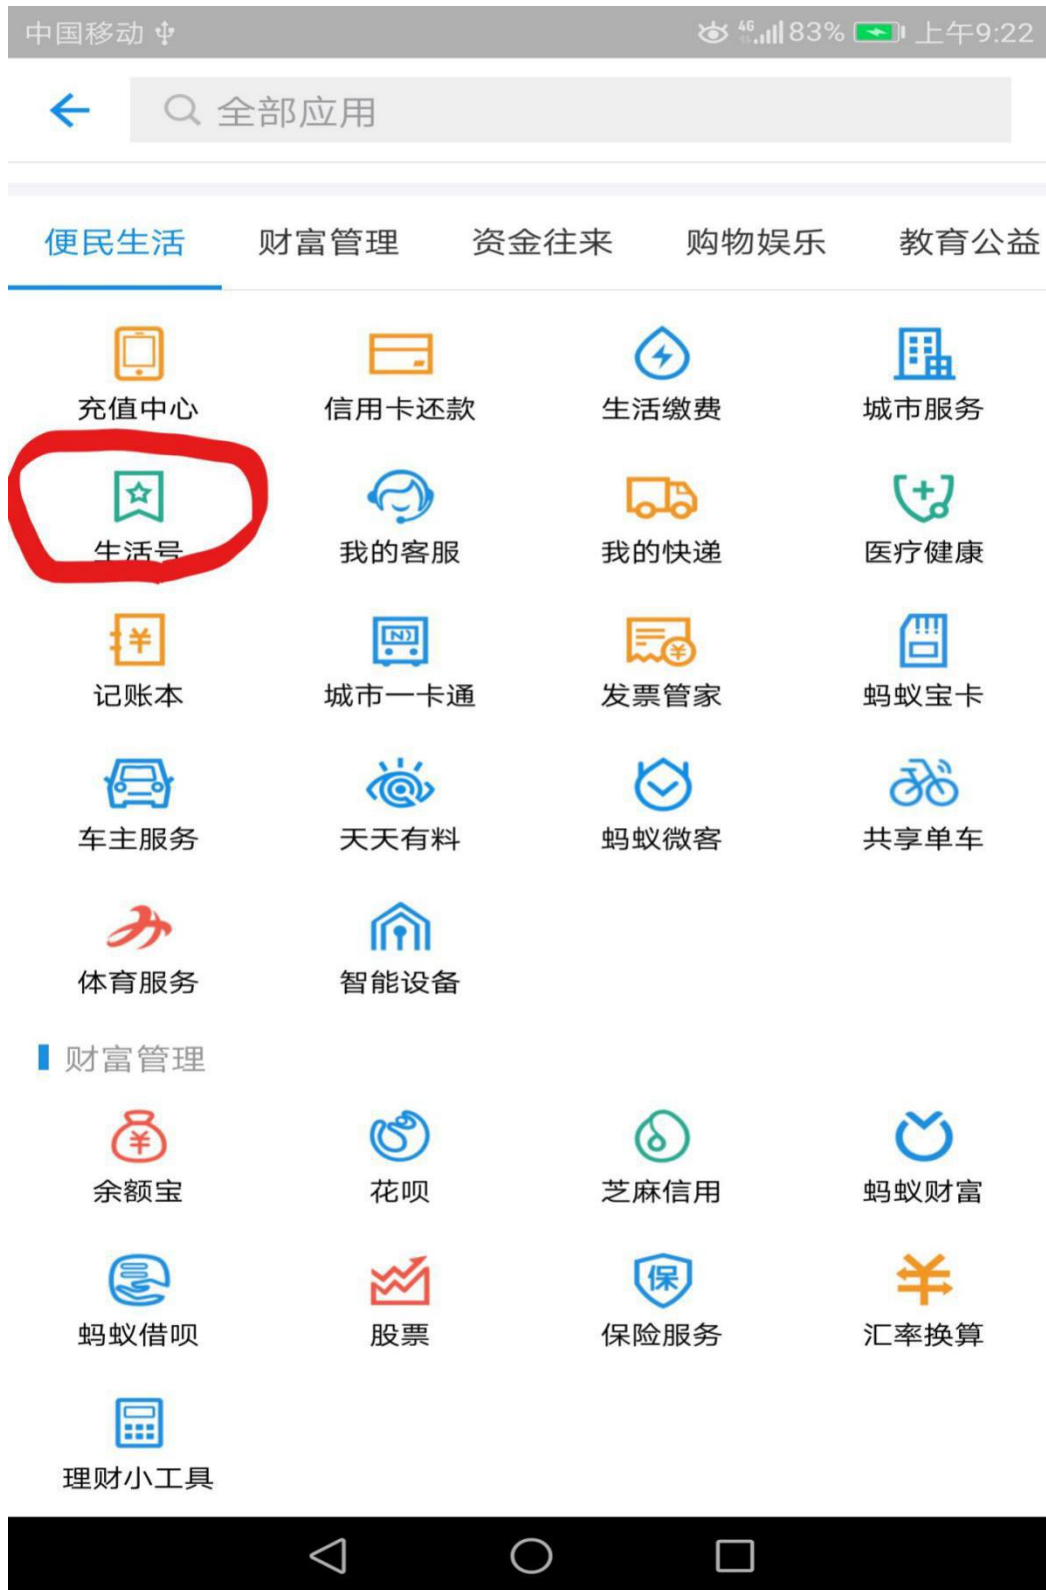 中国移动 46 83% 上午9:22
全部应用
便民生活 财富管理 资金往来 购物娱乐 教育公益
充值中心 信用卡还款 生活缴费 城市服务
生活号 我的客服 我的快递 医疗健康
记账本 城市一卡通 发票管家 蚂蚁宝卡
车主服务 天天有料 蚂蚁微客 共享单车
体育服务 智能设备
财富管理
余额宝 花呗 芝麻信用 蚂蚁财富
保
蚂蚁借呗 股票 保险服务 汇率换算
理财小工具